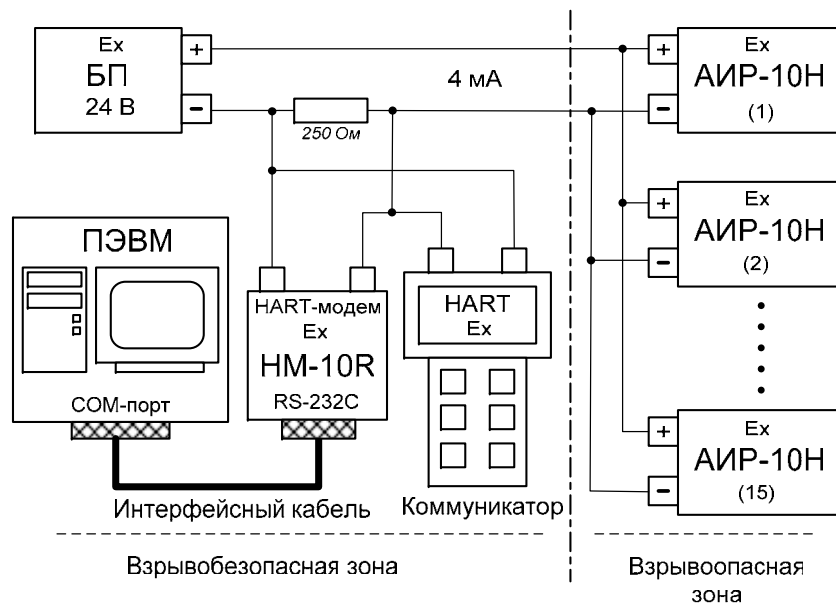 Ex
БП
24 В
+
−
250 Ом
4 мА
+
−
Ex
АИР-10Н
(1)
+
−
Ex
АИР-10Н
(2)
+
−
Ex
АИР-10Н
(15)
ПЭВМ
COM-порт
HART-модем
Ex
HM-10R
RS-232C
HART
Ex
Интерфейсный кабель
Коммуникатор
Взрывобезопасная зона
Взрывоопасная
зона